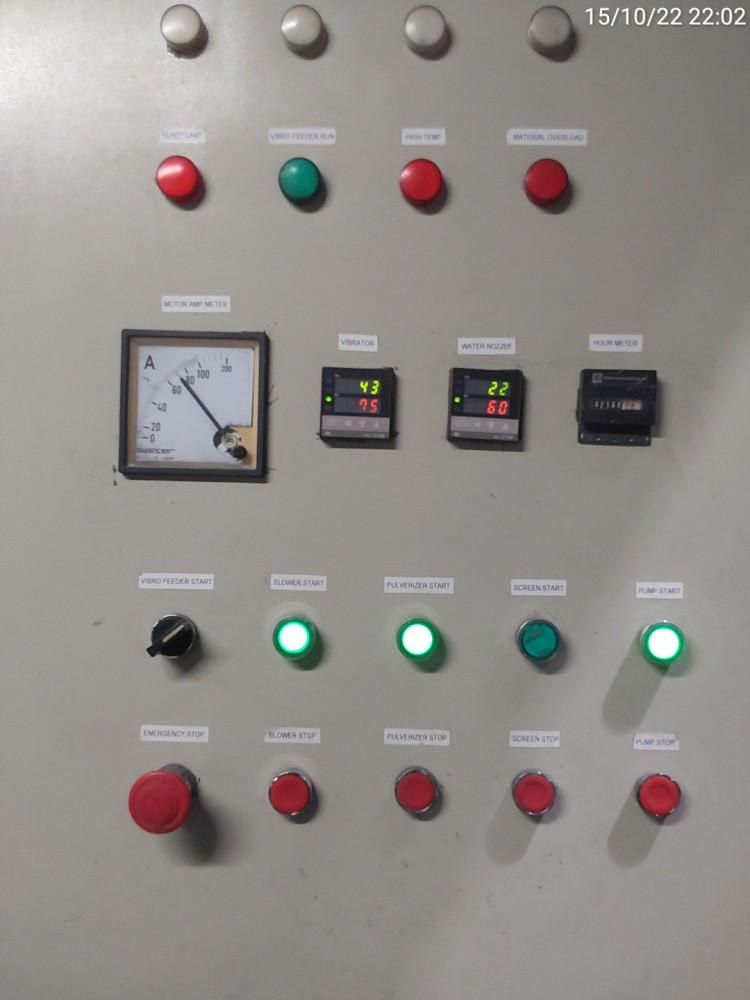 15/10/22 22:02
READY LAMP
VIBRO FEEDER RUN
HIGH TEMP
MATERIAL OVERLOAD
MOTOR AMP METER
VIBRATOR
WATER NOZZLE
HOUR METER
A
0
20
40
60
80
100
200
43
75
22
60
VIBRO FEEDER START
BLOWER START
PULVERIZER START
SCREEN START
PUMP START
EMERGENCY STOP
BLOWER STOP
PULVERIZER STOP
SCREEN STOP
PUMP STOP